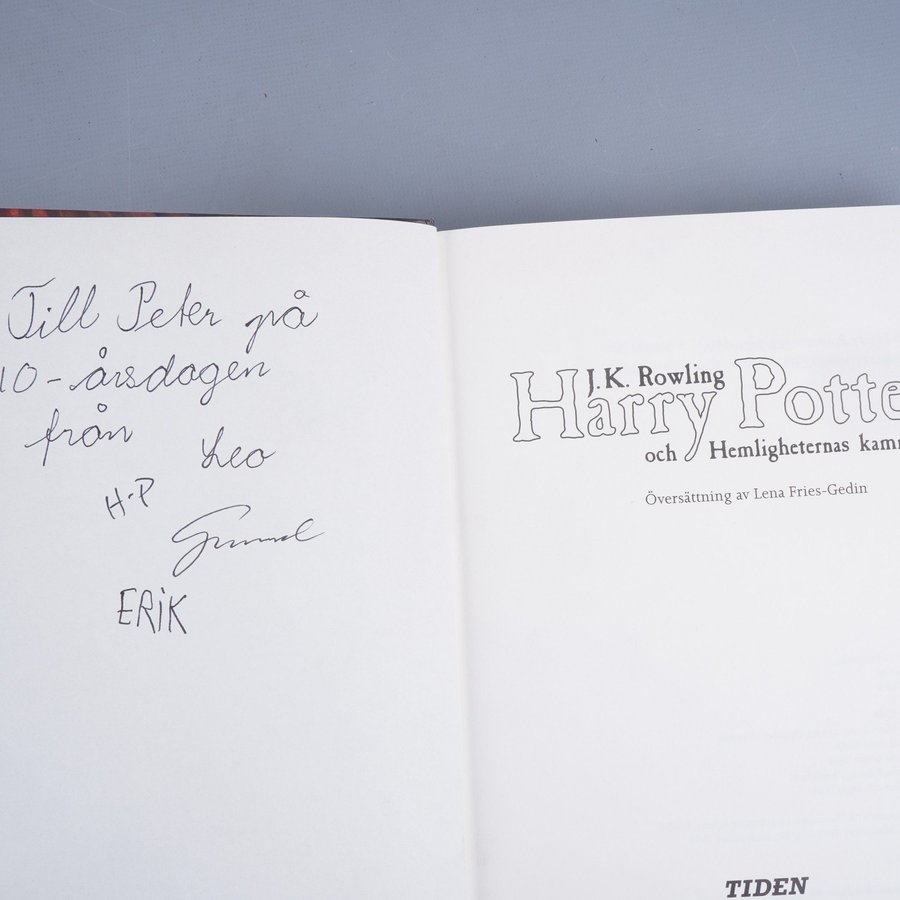 Till Peter på
10-årsdagen
från
Leo
H-P
ERiK
J.K. Rowling
Harry Potte
och Hemligheternas kamm
Översättning av Lena Fries-Gedin
TIDEN